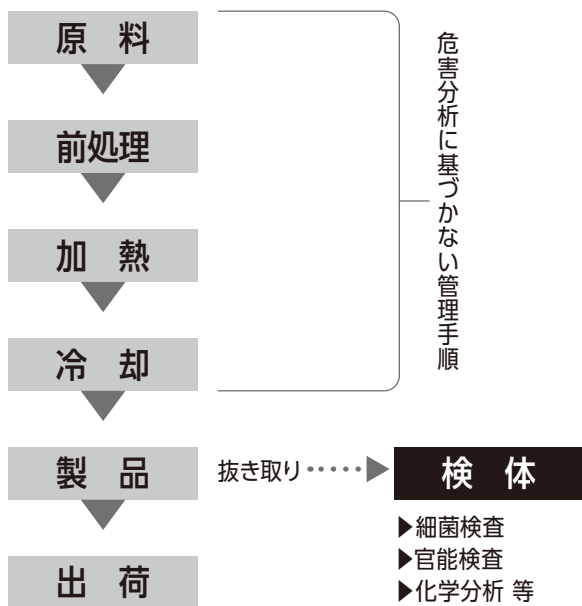 原　料
前処理
加　熱
冷　却
危害分析に基づかない管理手順
製　品
抜き取り
検　体
▶細菌検査
▶官能検査
▶化学分析 等
出　荷